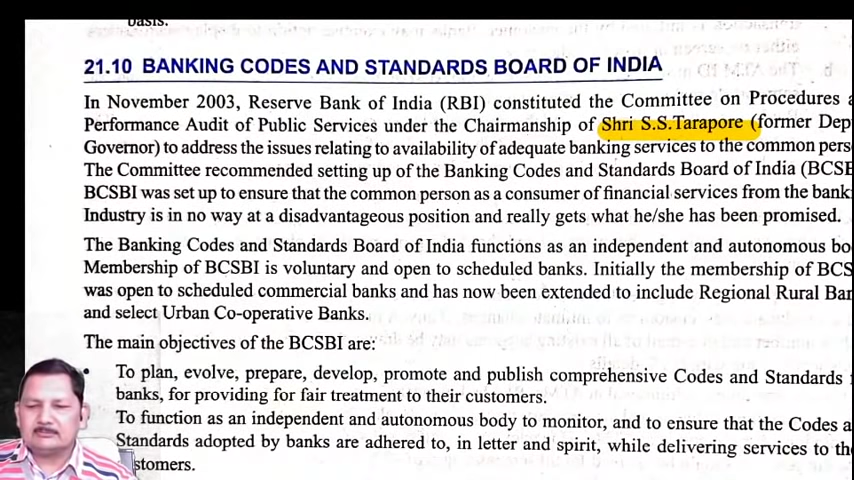 basis.
21.10 BANKING CODES AND STANDARDS BOARD OF INDIA
In November 2003, Reserve Bank of India (RBI) constituted the Committee on Procedures
Performance Audit of Public Services under the Chairmanship of Shri S.S.Tarapore (former Dep
Governor) to address the issues relating to availability of adequate banking services to the common pers
The Committee recommended setting up of the Banking Codes and Standards Board of India (BCSB
BCSBI was set up to ensure that the common person as a consumer of financial services from the bank
Industry is in no way at a disadvantageous position and really gets what he/she has been promised.
The Banking Codes and Standards Board of India functions as an independent and autonomous bo
Membership of BCSBI is voluntary and open to scheduled banks. Initially the membership of BCS
was open to scheduled commercial banks and has now been extended to include Regional Rural Ban
and select Urban Co-operative Banks.
The main objectives of the BCSBI are:
• To plan, evolve, prepare, develop, promote and publish comprehensive Codes and Standards
banks, for providing for fair treatment to their customers.
To function as an independent and autonomous body to monitor, and to ensure that the Codes a
Standards adopted by banks are adhered to, in letter and spirit, while delivering services to the
stomers.